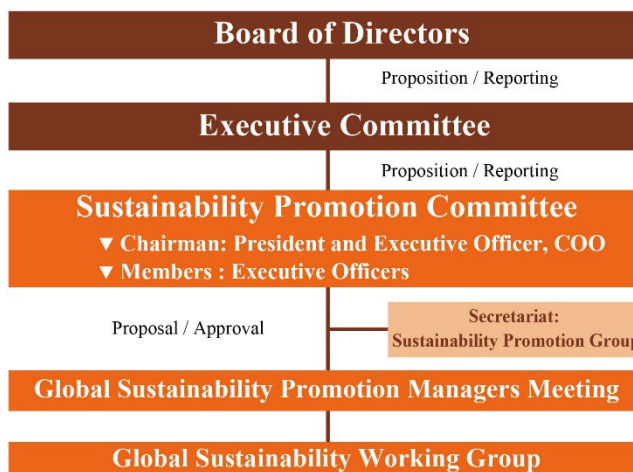 Board of Directors
Proposition / Reporting
Executive Committee
Proposition / Reporting
Sustainability Promotion Committee
▼ Chairman: President and Executive Officer, COO
▼ Members : Executive Officers
Proposal / Approval
Secretariat:
Sustainability Promotion Group
Global Sustainability Promotion Managers Meeting
Global Sustainability Working Group